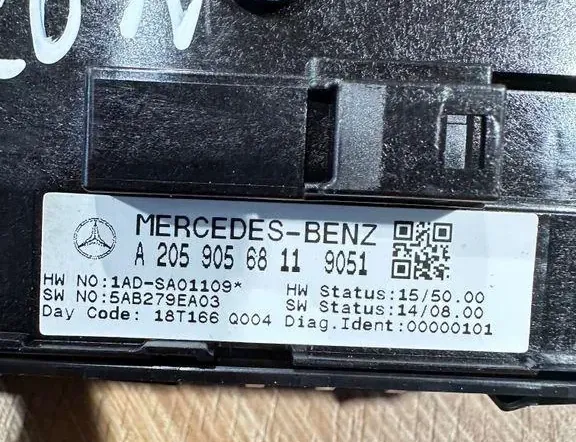 MERCEDES-BENZ
A 205 905 68 11 9051
HW NO:1AD-SA01109* HW Status:15/50.00
SW NO:5AB279EA03 SW Status:14/08.00
Day Code: 18T166 Q004 Diag.Ident:00000101